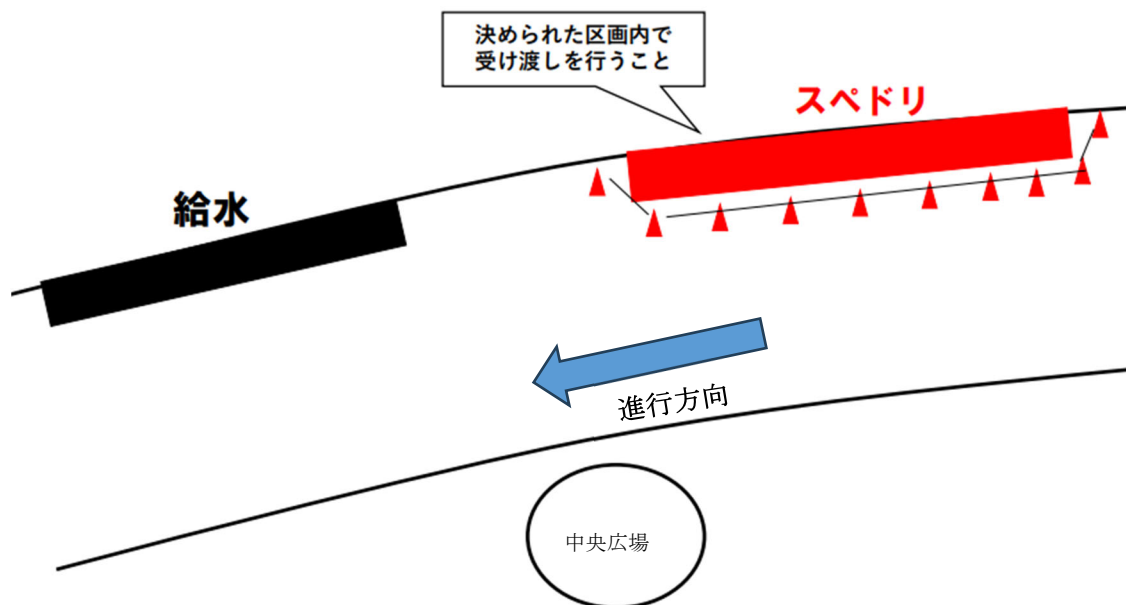 決められた区画内で
受け渡しを行うこと
スペドリ
給水
進行方向
中央広場